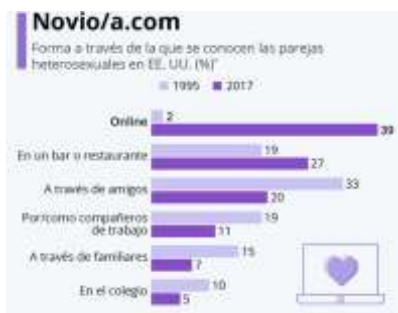 Novio/a.com
Forma a través de la que se conocen las parejas
heterosexuales en EE. UU. (%)*
1995 2017
Online 2
39
En un bar o restaurante 19
27
A través de amigos 33
20
Por/como compañeros 19
de trabajo 11
A través de familiares 15
7
En el colegio 10
5